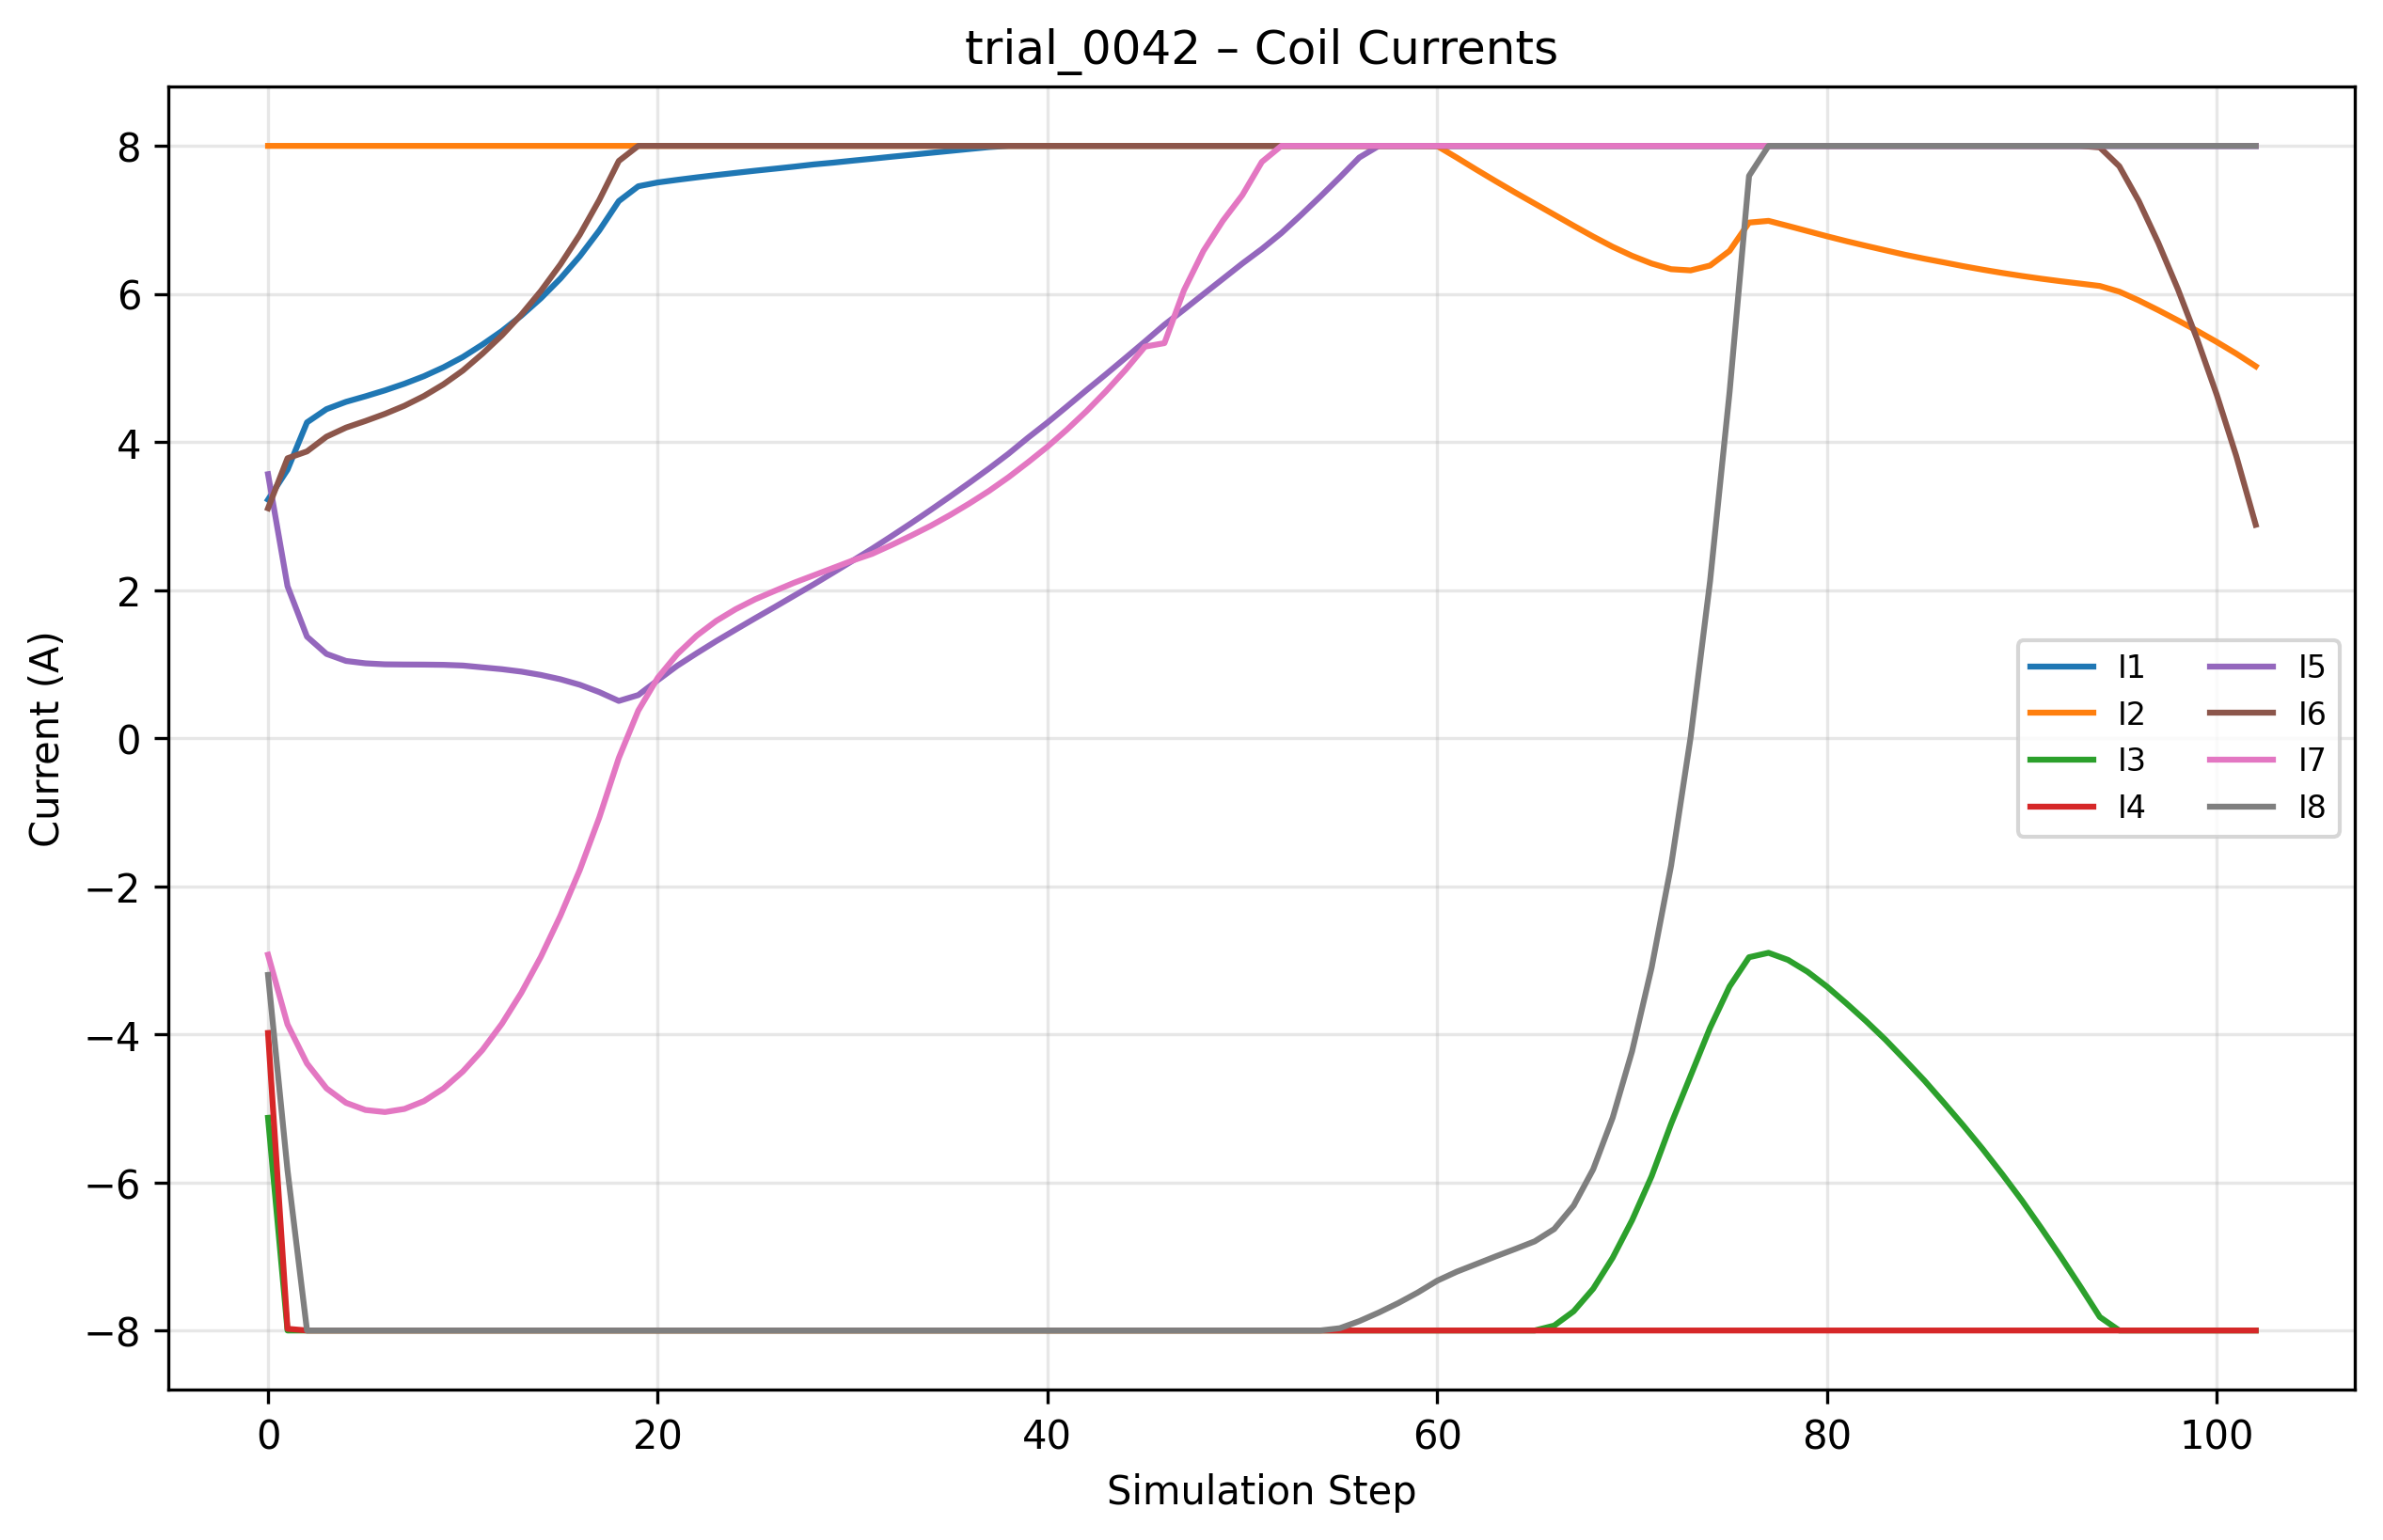 trial_0042 – Coil Currents
Current (A)
8
6
4
2
0
−2
−4
−6
−8
I1
I2
I3
I4
I5
I6
I7
I8
0
20
40
60
80
100
Simulation Step